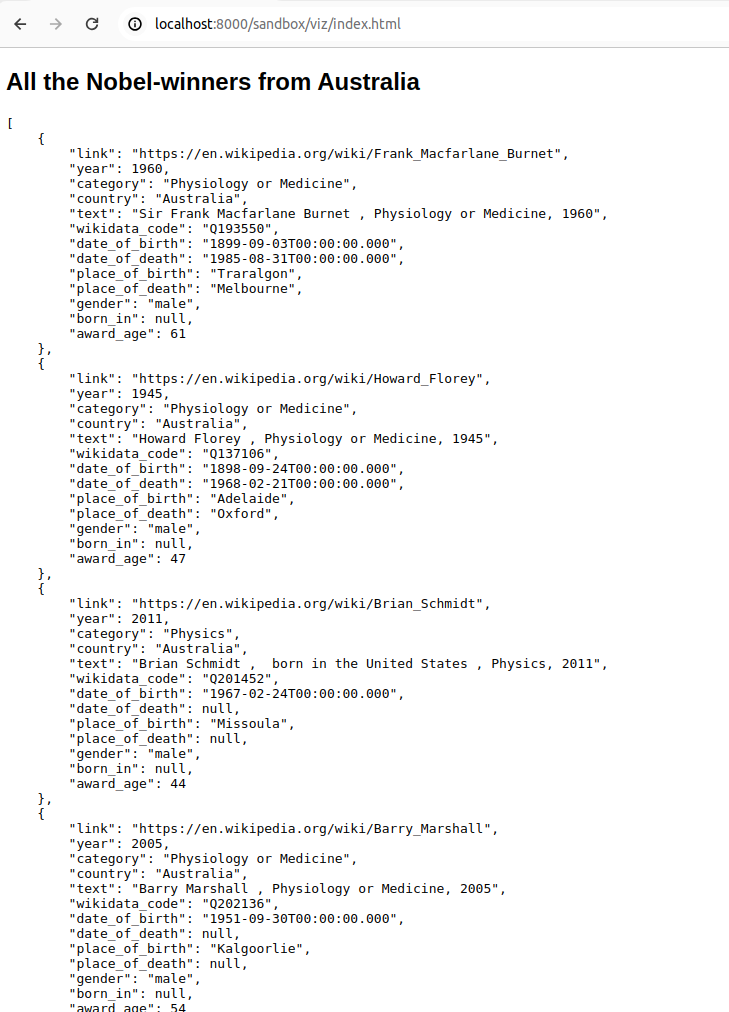 localhost:8000/sandbox/viz/index.html
All the Nobel-winners from Australia
[
    {
        "link": "https://en.wikipedia.org/wiki/Frank_Macfarlane_Burnet",
        "year": 1960,
        "category": "Physiology or Medicine",
        "country": "Australia",
        "text": "Sir Frank Macfarlane Burnet , Physiology or Medicine, 1960",
        "wikidata_code": "Q193550",
        "date_of_birth": "1899-09-03T00:00:00.000",
        "date_of_death": "1985-08-31T00:00:00.000",
        "place_of_birth": "Traralgon",
        "place_of_death": "Melbourne",
        "gender": "male",
        "born_in": null,
        "award_age": 61
    },
    {
        "link": "https://en.wikipedia.org/wiki/Howard_Florey",
        "year": 1945,
        "category": "Physiology or Medicine",
        "country": "Australia",
        "text": "Howard Florey , Physiology or Medicine, 1945",
        "wikidata_code": "Q137106",
        "date_of_birth": "1898-09-24T00:00:00.000",
        "date_of_death": "1968-02-21T00:00:00.000",
        "place_of_birth": "Adelaide",
        "place_of_death": "Oxford",
        "gender": "male",
        "born_in": null,
        "award_age": 47
    },
    {
        "link": "https://en.wikipedia.org/wiki/Brian_Schmidt",
        "year": 2011,
        "category": "Physics",
        "country": "Australia",
        "text": "Brian Schmidt ,  born in the United States , Physics, 2011",
        "wikidata_code": "Q201452",
        "date_of_birth": "1967-02-24T00:00:00.000",
        "date_of_death": null,
        "place_of_birth": "Missoula",
        "place_of_death": null,
        "gender": "male",
        "born_in": null,
        "award_age": 44
    },
    {
        "link": "https://en.wikipedia.org/wiki/Barry_Marshall",
        "year": 2005,
        "category": "Physiology or Medicine",
        "country": "Australia",
        "text": "Barry Marshall , Physiology or Medicine, 2005",
        "wikidata_code": "Q202136",
        "date_of_birth": "1951-09-30T00:00:00.000",
        "date_of_death": null,
        "place_of_birth": "Kalgoorlie",
        "place_of_death": null,
        "gender": "male",
        "born_in": null,
        "award_age": 54